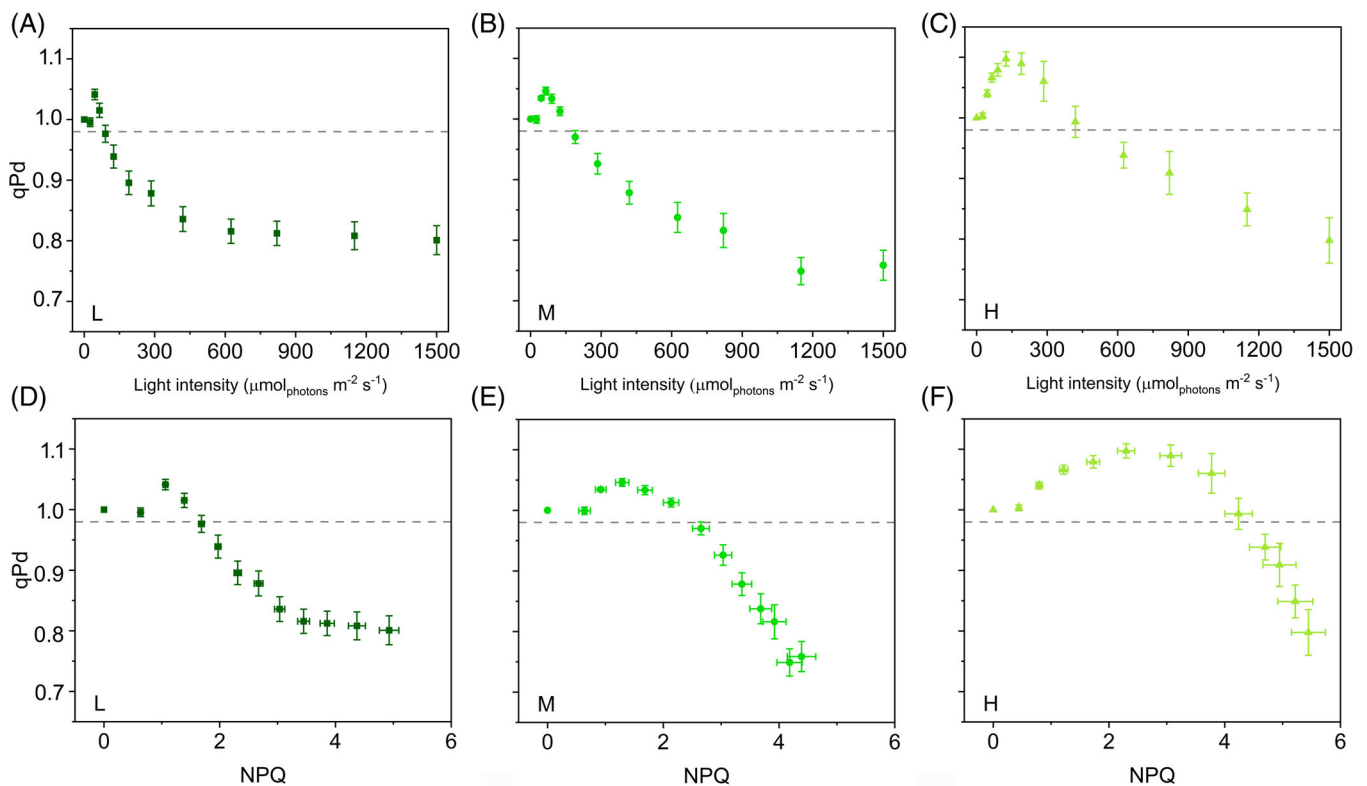 (A) (B) (C)
1.1
1.0
0.9
0.8
0.7
qPd
L M H
0 300 600 900 1200 1500 0 300 600 900 1200 1500 0 300 600 900 1200 1500
Light intensity (μmolphotons m-2 s-1) Light intensity (μmolphotons m-2 s-1) Light intensity (μmolphotons m-2 s-1)
(D) (E) (F)
1.1
1.0
0.9
0.8
0.7
qPd
L M H
0 2 4 6 0 2 4 6 0 2 4 6
NPQ NPQ NPQ